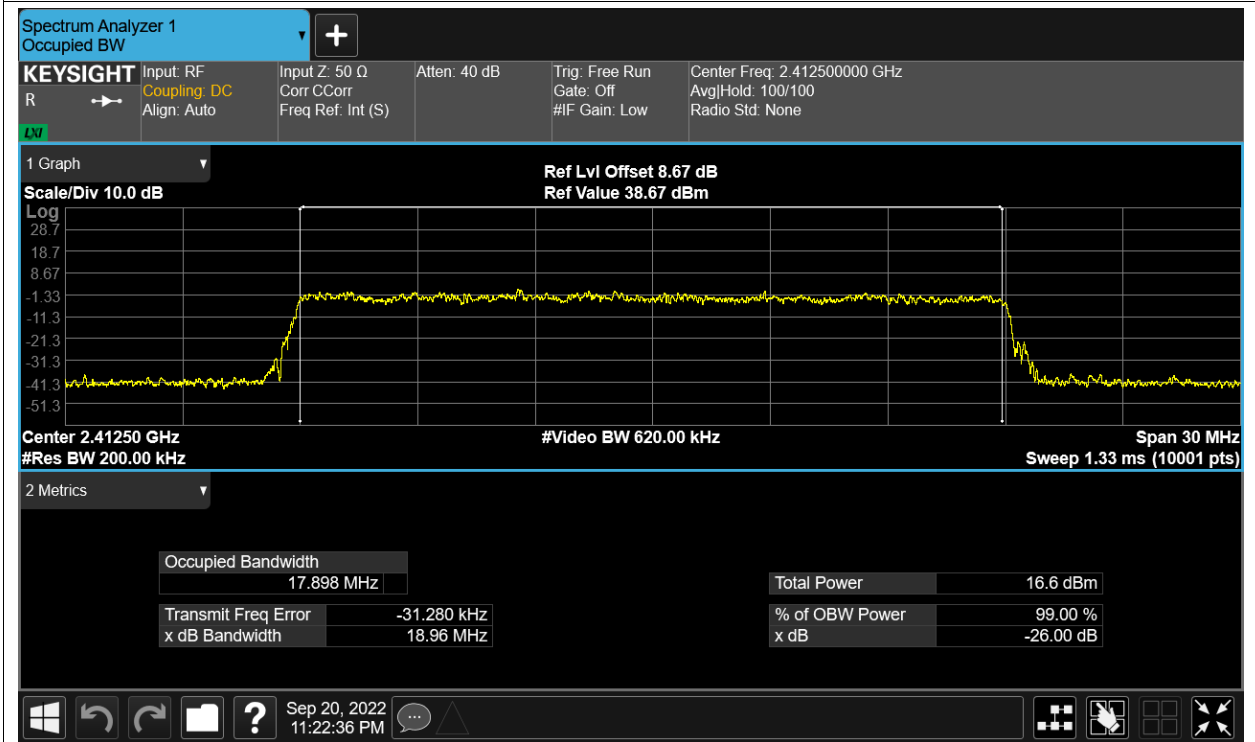 Spectrum Analyzer 1
Occupied BW
KEYSIGHT Input: RF Input Z: 50 Ω Atten: 40 dB Trig: Free Run Center Freq: 2.412500000 GHz
R Coupling: DC Corr CCorr Gate: Off Avg|Hold: 100/100
Align: Auto Freq Ref: Int (S) #IF Gain: Low Radio Std: None
LXI
1 Graph
Ref Lvl Offset 8.67 dB
Scale/Div 10.0 dB Ref Value 38.67 dBm
Log
28.7
18.7
8.67
-1.33
-11.3
-21.3
-31.3
-41.3
-51.3
Center 2.41250 GHz #Video BW 620.00 kHz Span 30 MHz
#Res BW 200.00 kHz Sweep 1.33 ms (10001 pts)
2 Metrics
Occupied Bandwidth
17.898 MHz Total Power 16.6 dBm
Transmit Freq Error -31.280 kHz % of OBW Power 99.00 %
x dB Bandwidth 18.96 MHz x dB -26.00 dB
? Sep 20, 2022
11:22:36 PM